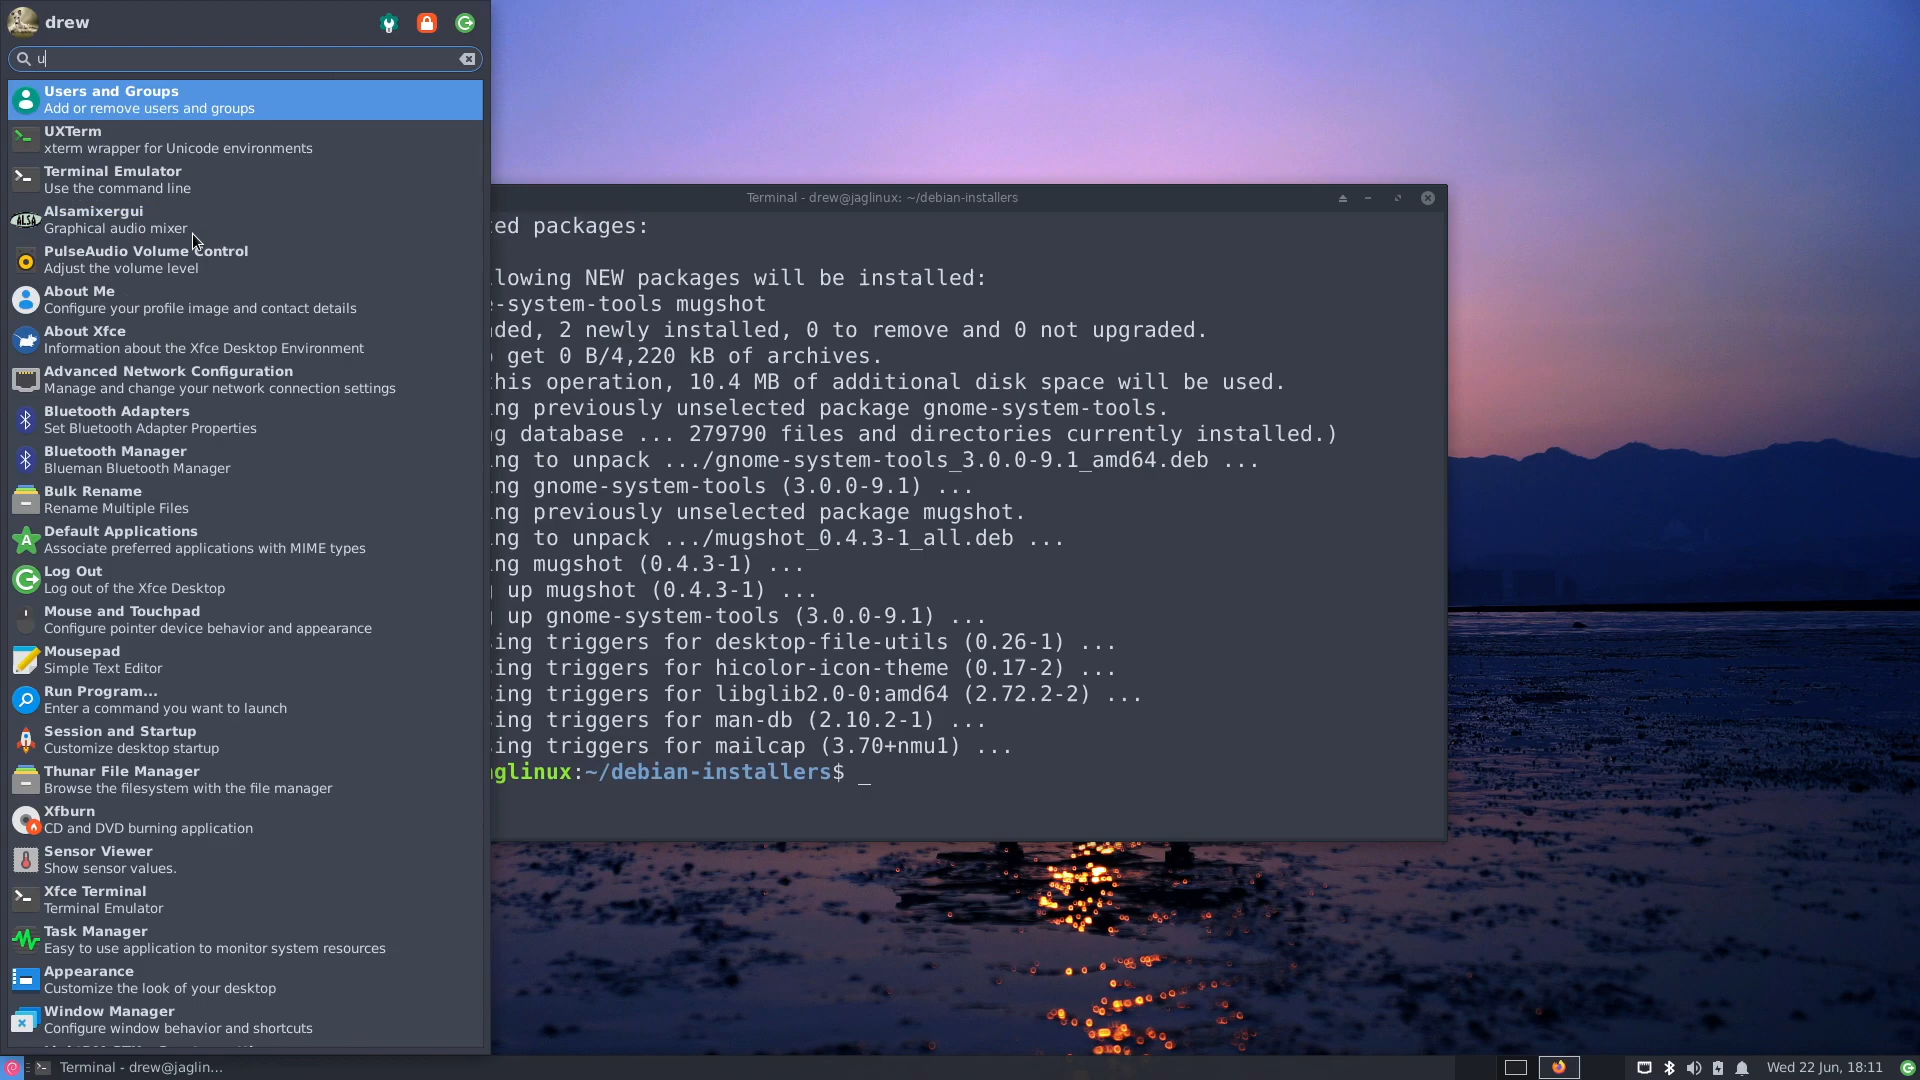 drew
u
Users and Groups
Add or remove users and groups
UXTerm
xterm wrapper for Unicode environments
Terminal Emulator
Use the command line
ALSA
Alsamixergui
Graphical audio mixer
PulseAudio Volume Control
Adjust the volume level
About Me
Configure your profile image and contact details
About Xfce
Information about the Xfce Desktop Environment
Advanced Network Configuration
Manage and change your network connection settings
Bluetooth Adapters
Set Bluetooth Adapter Properties
Bluetooth Manager
Blueman Bluetooth Manager
Bulk Rename
Rename Multiple Files
A
Default Applications
Associate preferred applications with MIME types
Log Out
Log out of the Xfce Desktop
Mouse and Touchpad
Configure pointer device behavior and appearance
Mousepad
Simple Text Editor
Run Program...
Enter a command you want to launch
Session and Startup
Customize desktop startup
Thunar File Manager
Browse the filesystem with the file manager
Xfburn
CD and DVD burning application
Sensor Viewer
Show sensor values.
Xfce Terminal
Terminal Emulator
Task Manager
Easy to use application to monitor system resources
Appearance
Customize the look of your desktop
Window Manager
Configure window behavior and shortcuts
Terminal - drew@jaglinux: ~/debian-installers
ed packages:
lowing NEW packages will be installed:
-system-tools mugshot
ded, 2 newly installed, 0 to remove and 0 not upgraded.
get 0 B/4,220 kB of archives.
his operation, 10.4 MB of additional disk space will be used.
ng previously unselected package gnome-system-tools.
g database ... 279790 files and directories currently installed.)
ng to unpack .../gnome-system-tools_3.0.0-9.1_amd64.deb ...
ng gnome-system-tools (3.0.0-9.1) ...
ng previously unselected package mugshot.
ng to unpack .../mugshot_0.4.3-1_all.deb ...
ng mugshot (0.4.3-1) ...
up mugshot (0.4.3-1) ...
up gnome-system-tools (3.0.0-9.1) ...
sing triggers for desktop-file-utils (0.26-1) ...
sing triggers for hicolor-icon-theme (0.17-2) ...
sing triggers for libglib2.0-0:amd64 (2.72.2-2) ...
sing triggers for man-db (2.10.2-1) ...
sing triggers for mailcap (3.70+nmu1) ...
aglinux:~/debian-installers$ _
Terminal - drew@jaglin...
Wed 22 Jun, 18:11